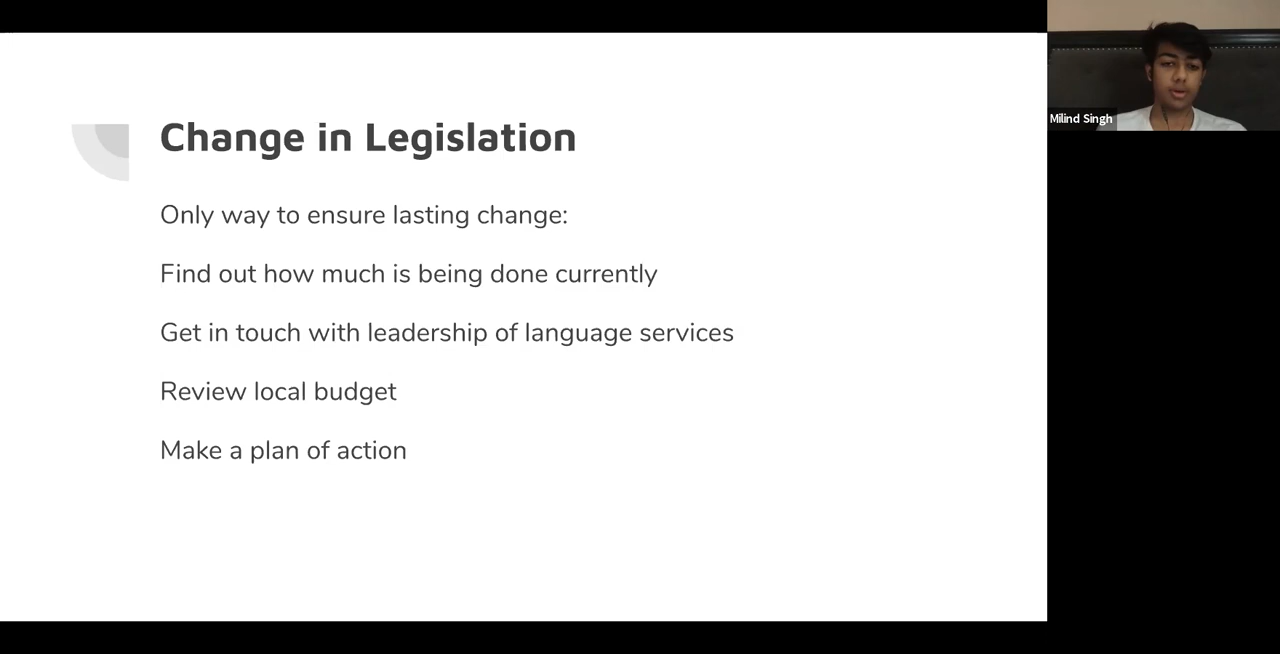 Change in Legislation
Only way to ensure lasting change:
Find out how much is being done currently
Get in touch with leadership of language services
Review local budget
Make a plan of action
Milind Singh